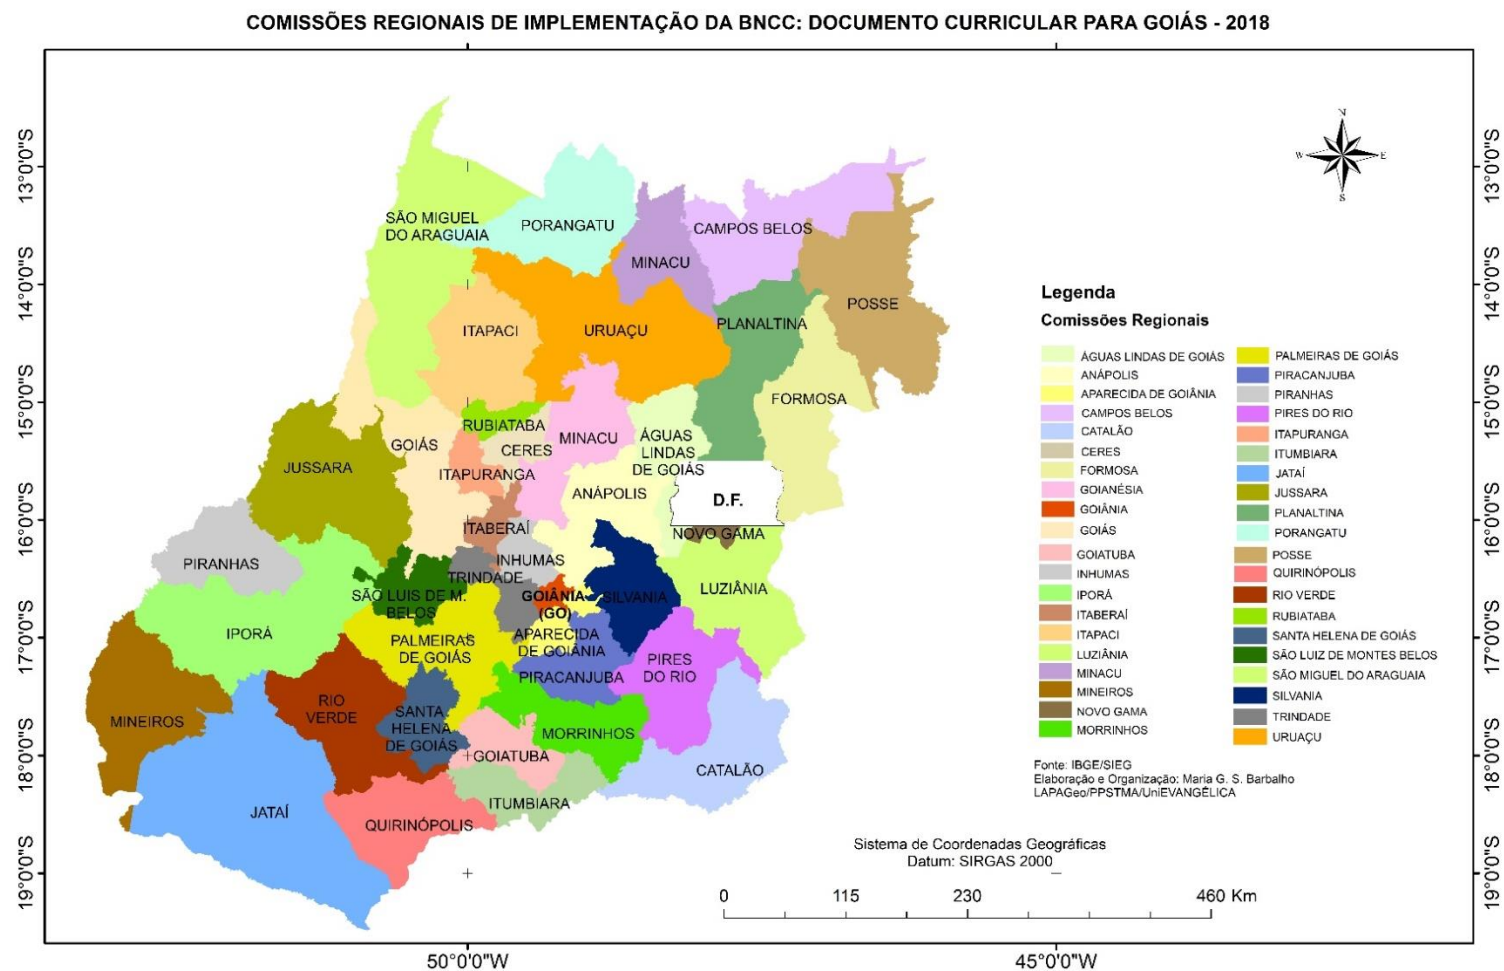 COMISSÕES REGIONAIS DE IMPLEMENTAÇÃO DA BNCC: DOCUMENTO CURRICULAR PARA GOIÁS - 2018
13°0'0"S
14°0'0"S
15°0'0"S
16°0'0"S
17°0'0"S
18°0'0"S
19°0'0"S
N
W
E
S
13°0'0"S
14°0'0"S
15°0'0"S
16°0'0"S
17°0'0"S
18°0'0"S
19°0'0"S
SÃO MIGUEL
DO ARAGUAIA
PORANGATU
CAMPOS BELOS
MINACU
POSSE
ITAPACI
URUAÇU
PLANALTINA
FORMOSA
RUBIATABA
GOIÁS
CERES
MINACU
ÁGUAS
LINDAS
DE GOIÁS
JUSSARA
ITAPURANGA
ANÁPOLIS
D.F.
ITABERAÍ
NOVO GAMA
PIRANHAS
INHUMAS
TRINDADE
SÃO LUIS DE M.
BELOS
GOIÂNIA
(GO)
SILVANIA
LUZIÂNIA
IPORÁ
PALMEIRAS
DE GOIÁS
APARECIDA
DE GOIÂNIA
PIRES
DO RIO
PIRACANJUBA
MINEIROS
RIO
VERDE
SANTA
HELENA
DE GOIÁS
MORRINHOS
GOIATUBA
CATALÃO
JATAÍ
QUIRINÓPOLIS
ITUMBIARA
Legenda
Comissões Regionais
ÁGUAS LINDAS DE GOIÁS
ANÁPOLIS
APARECIDA DE GOIÂNIA
CAMPOS BELOS
CATALÃO
CERES
FORMOSA
GOIANÉSIA
GOIÂNIA
GOIÁS
GOIATUBA
INHUMAS
IPORÁ
ITABERAÍ
ITAPACI
LUZIÂNIA
MINACU
MINEIROS
NOVO GAMA
MORRINHOS
PALMEIRAS DE GOIÁS
PIRACANJUBA
PIRANHAS
PIRES DO RIO
ITAPURANGA
ITUMBIARA
JATAÍ
JUSSARA
PLANALTINA
PORANGATU
POSSE
QUIRINÓPOLIS
RIO VERDE
RUBIATABA
SANTA HELENA DE GOIÁS
SÃO LUIZ DE MONTES BELOS
SÃO MIGUEL DO ARAGUAIA
SILVANIA
TRINDADE
URUAÇU
Fonte: IBGE/SIEG
Elaboração e Organização: Maria G. S. Barbalho
LAPAGeo/PPSTMA/UniEVANGÉLICA
Sistema de Coordenadas Geográficas
Datum: SIRGAS 2000
0 115 230 460 Km
50°0'0"W
45°0'0"W